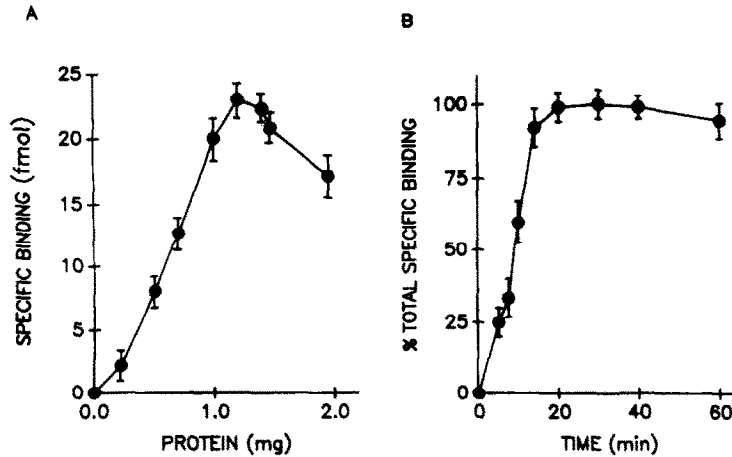 A
SPECIFIC BINDING (fmol)
25
20
15
10
5
0
0.0 1.0 2.0
PROTEIN (mg)
B
% TOTAL SPECIFIC BINDING
100
75
50
25
0
0 20 40 60
TIME (min)